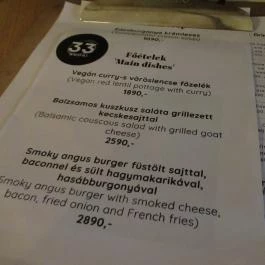 1690,-
33
Főételek
'Main dishes'
Vegán curry-s vöröslencse főzelék
(Vegan red lentil pottage with curry)
1890,-
Balzsamos kuszkusz saláta grillezett
kecskesajttal
(Balsamic couscous salad with grilled goat
cheese)
2590,-
Smoky angus burger füstölt sajttal,
baconnel és sült hagymakarikával,
hasábburgonyával
(Smoky angus burger with smoked cheese,
bacon, fried onion and French fries)
2890,-